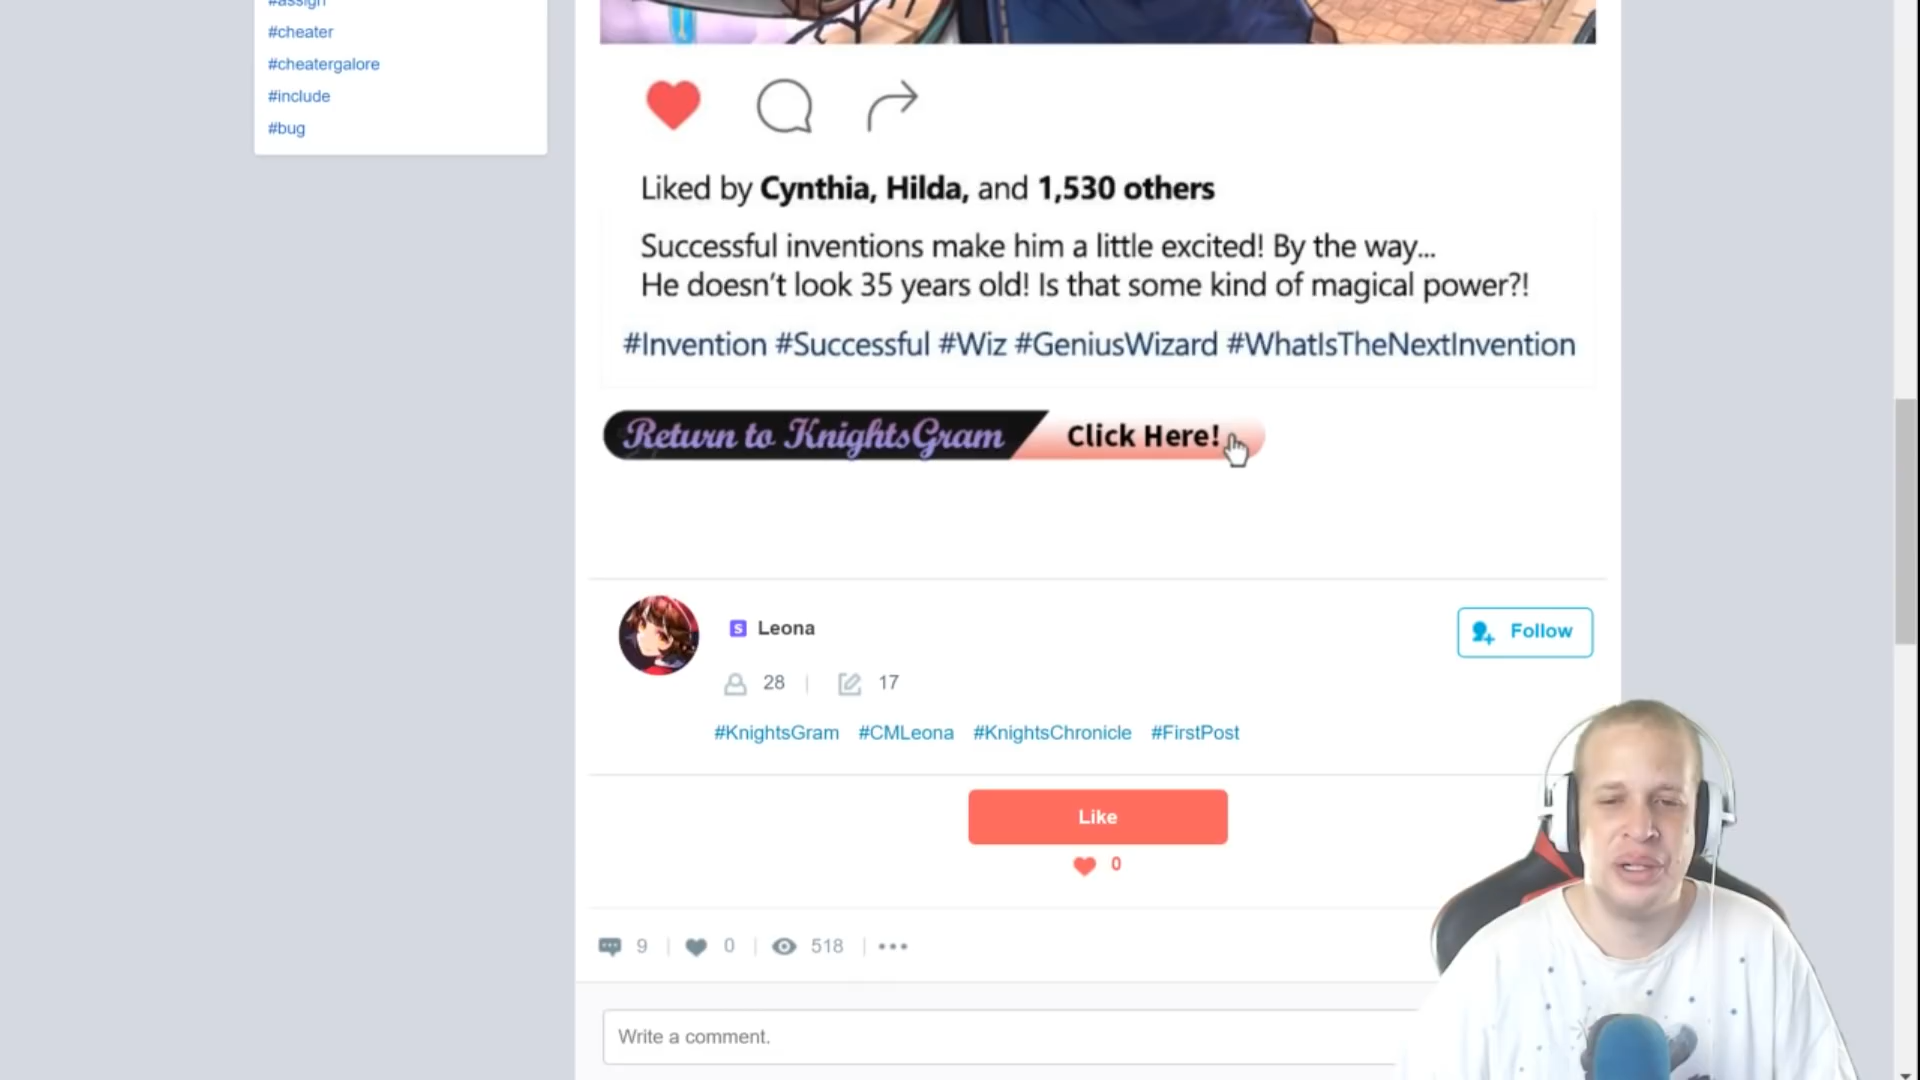 #assign
#cheater
#cheatergalore
#include
#bug
Liked by Cynthia, Hilda, and 1,530 others
Successful inventions make him a little excited! By the way...
He doesn't look 35 years old! Is that some kind of magical power?!
#Invention #Successful #Wiz #GeniusWizard #WhatIsTheNextInvention
Return to KnightsGram Click Here!
S Leona
Follow
28 | 17
#KnightsGram #CMLeona #KnightsChronicle #FirstPost
Like
0
9 | 0 | 518 |
Write a comment.